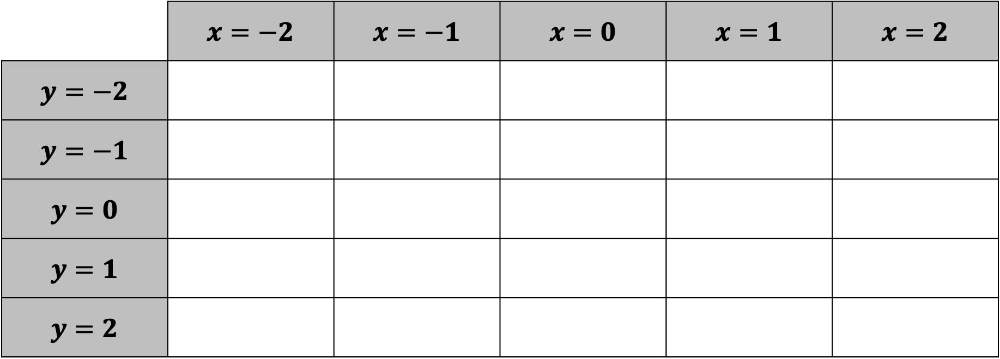 x = −2 x = −1 x = 0 x = 1 x = 2
y = −2
y = −1
y = 0
y = 1
y = 2